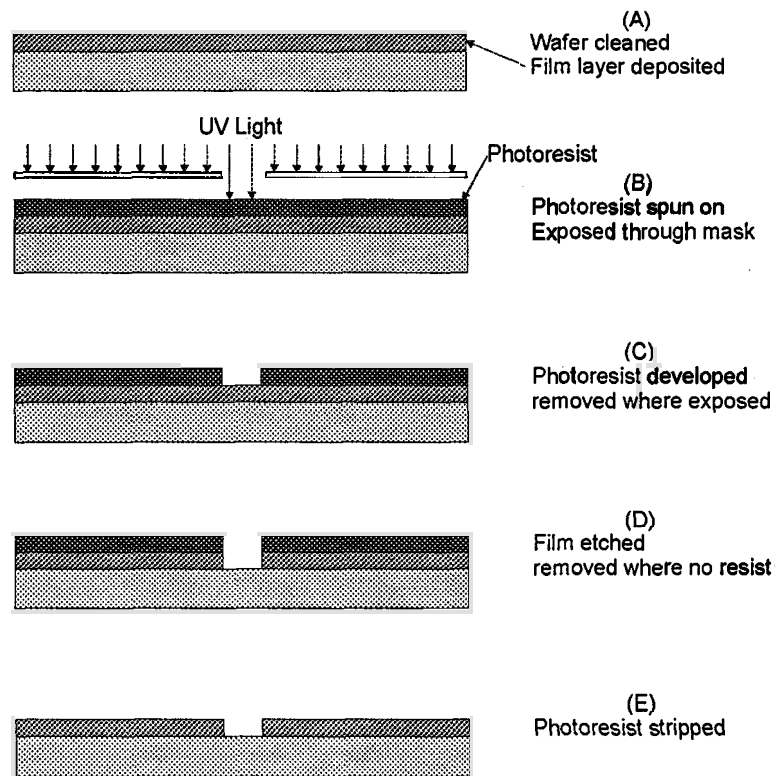 (A)
Wafer cleaned
Film layer deposited
UV Light
Photoresist
(B)
Photoresist spun on
Exposed through mask
(C)
Photoresist developed
removed where exposed
(D)
Film etched
removed where no resist
(E)
Photoresist stripped